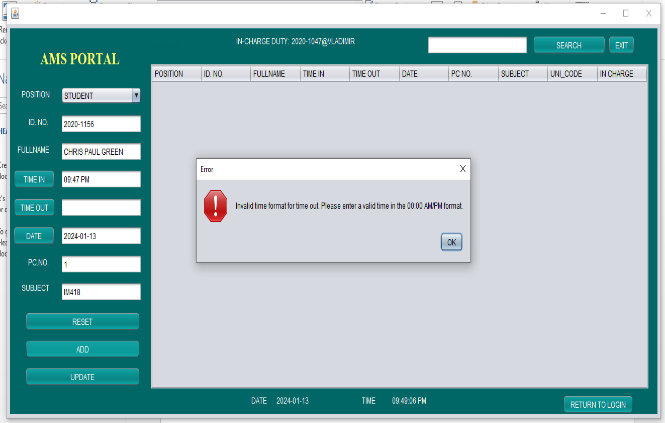 IN-CHARGE DUTY: 2020-1047@VLADIMIR
SEARCH
EXIT
AMS PORTAL
POSITION ID. NO. FULLNAME TIME IN TIME OUT DATE PC NO. SUBJECT UNI_CODE IN CHARGE
POSITION STUDENT
ID. NO. 2020-1156
FULLNAME CHRIS PAUL GREEN
TIME IN 09:47 PM
TIME OUT
DATE 2024-01-13
PC.NO 1
SUBJECT IM418
RESET
ADD
UPDATE
Error X
Invalid time format for time out. Please enter a valid time in the 00:00 AM/PM format.
OK
DATE 2024-01-13 TIME 09:49:06 PM
RETURN TO LOGIN